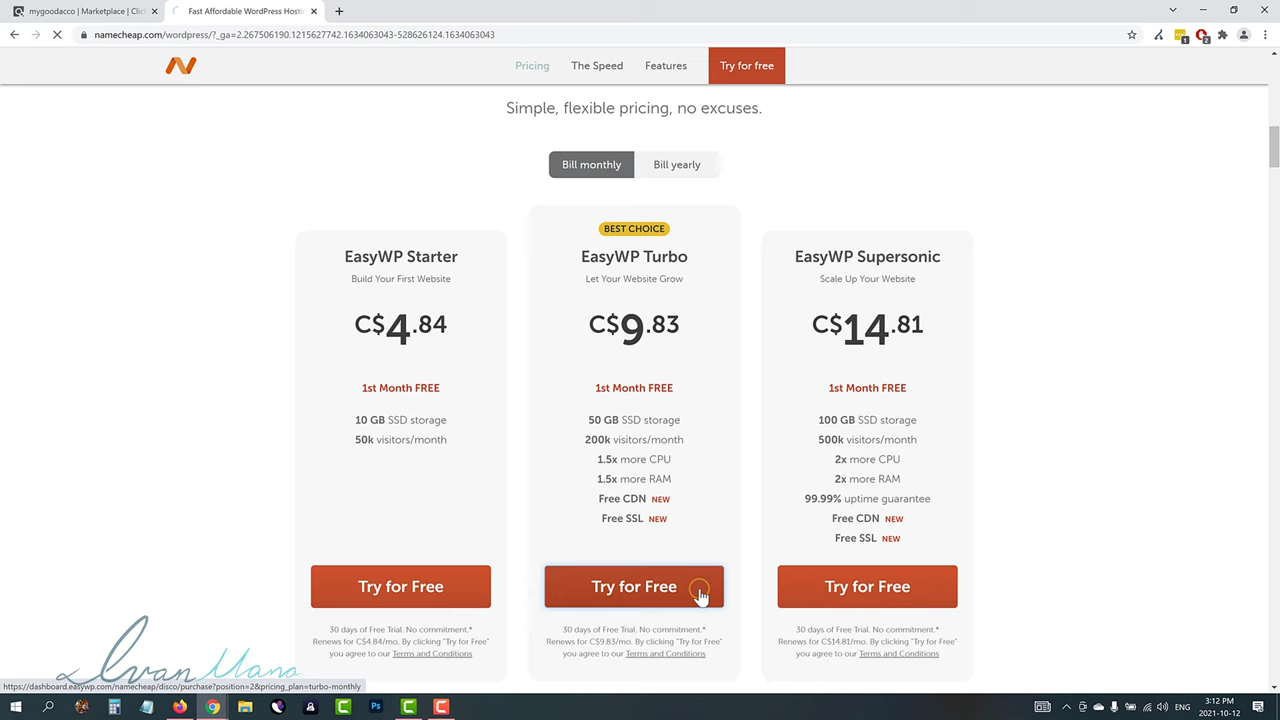 mygoodacco | Marketplace | Clic
Fast Affordable WordPress Hostin
namecheap.com/wordpress/?_ga=2.267506190.1215627742.1634063043-528626124.1634063043
1
2
Pricing
The Speed
Features
Try for free
Simple, flexible pricing, no excuses.
Bill monthly
Bill yearly
EasyWP Starter
Build Your First Website
C$4.84
1st Month FREE
10 GB SSD storage
50k visitors/month
Try for Free
30 days of Free Trial. No commitment.*
Renews for C$4.84/mo. By clicking "Try for Free"
you agree to our Terms and Conditions
BEST CHOICE
EasyWP Turbo
Let Your Website Grow
C$9.83
1st Month FREE
50 GB SSD storage
200k visitors/month
1.5x more CPU
1.5x more RAM
Free CDN NEW
Free SSL NEW
Try for Free
30 days of Free Trial. No commitment.*
Renews for C$9.83/mo. By clicking "Try for Free"
you agree to our Terms and Conditions
EasyWP Supersonic
Scale Up Your Website
C$14.81
1st Month FREE
100 GB SSD storage
500k visitors/month
2x more CPU
2x more RAM
99.99% uptime guarantee
Free CDN NEW
Free SSL NEW
Try for Free
30 days of Free Trial. No commitment.*
Renews for C$14.81/mo. By clicking "Try for Free"
you agree to our Terms and Conditions
Ivan Mana
https://dashboard.easywp.com/namecheap/disco/purchase?position=2&pricing_plan=turbo-monthly
ENG
3:12 PM
2021-10-12